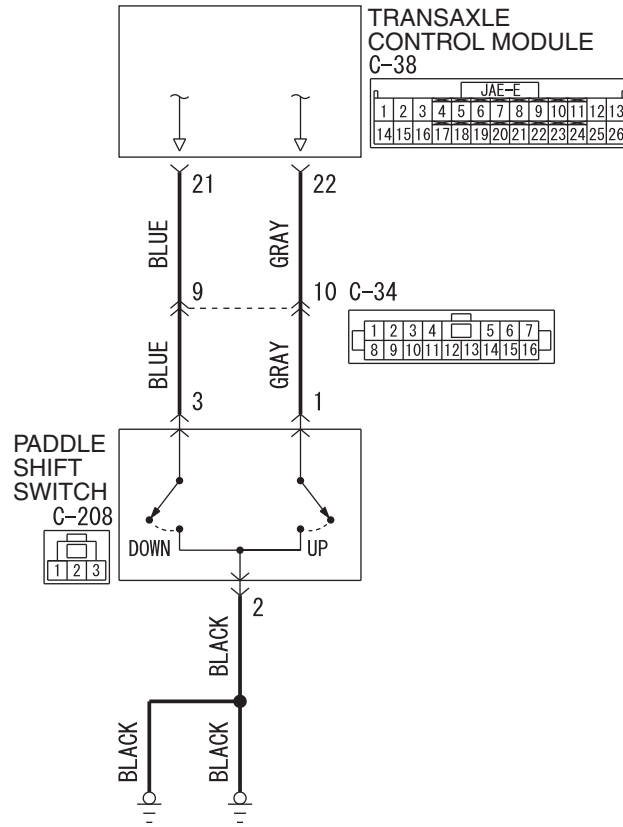 TRANSAXLE
CONTROL MODULE
C-38
JAE-E
1 2 3 4 5 6 7 8 9 10 11 12 13
14 15 16 17 18 19 20 21 22 23 24 25 26
21 22
BLUE GRAY
9 10 C-34
1 2 3 4 5 6 7
8 9 10 11 12 13 14 15 16
BLUE GRAY
3 1
PADDLE
SHIFT
SWITCH
C-208
1 2 3
DOWN UP
2
BLACK
BLACK BLACK